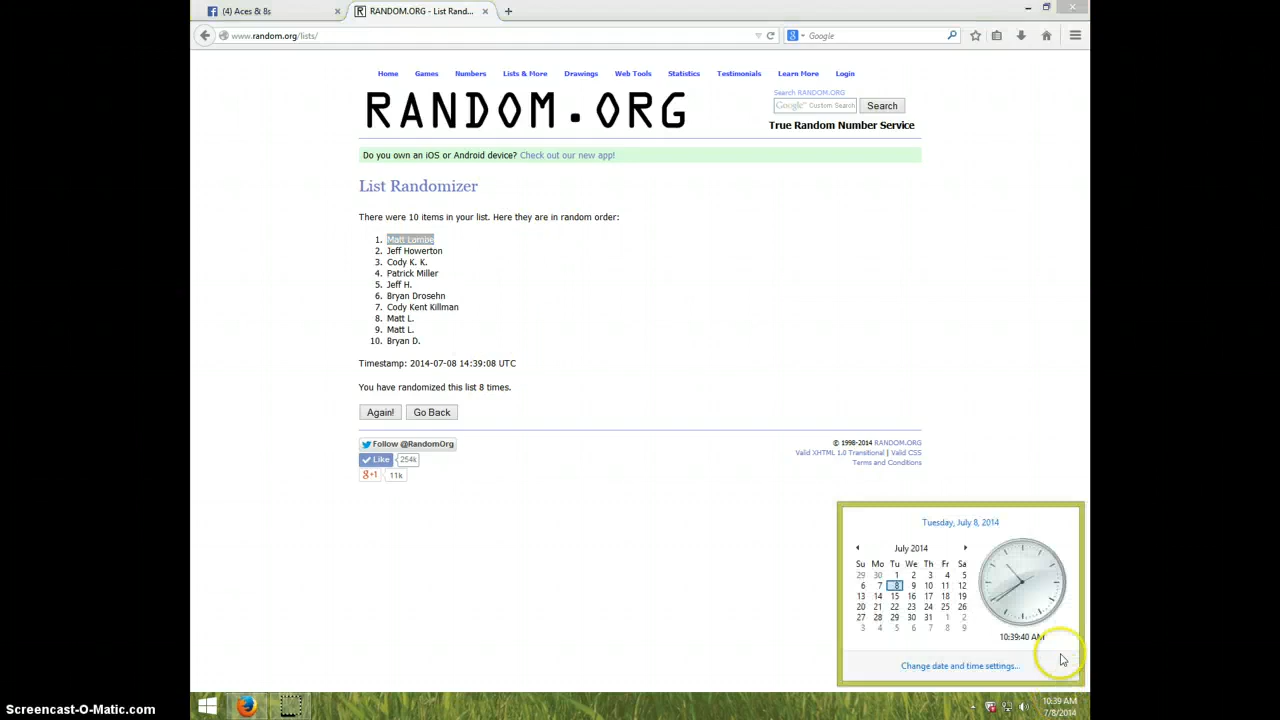 (4) Aces & 8s
RANDOM.ORG - List Rand...
www.random.org/lists/
Google
Home Games Numbers Lists & More Drawings Web Tools Statistics Testimonials Learn More Login
RANDOM.ORG
Search RANDOM.ORG
Google™ Custom Search
Search
True Random Number Service
Do you own an iOS or Android device? Check out our new app!
List Randomizer
There were 10 items in your list. Here they are in random order:
1. Matt Lombe
2. Jeff Howerton
3. Cody K. K.
4. Patrick Miller
5. Jeff H.
6. Bryan Drosehn
7. Cody Kent Killman
8. Matt L.
9. Matt L.
10. Bryan D.
Timestamp: 2014-07-08 14:39:08 UTC
You have randomized this list 8 times.
Again! Go Back
Follow @RandomOrg
Like 254k
g+1 11k
© 1998-2014 RANDOM.ORG
Valid XHTML 1.0 Transitional | Valid CSS
Terms and Conditions
Tuesday, July 8, 2014
July 2014
Su Mo Tu We Th Fr Sa
29 30 1 2 3 4 5
6 7 8 9 10 11 12
13 14 15 16 17 18 19
20 21 22 23 24 25 26
27 28 29 30 31 1 2
3 4 5 6 7 8 9
10:39:40 AM
Change date and time settings...
10:39 AM
7/8/2014
Screencast-O-Matic.com